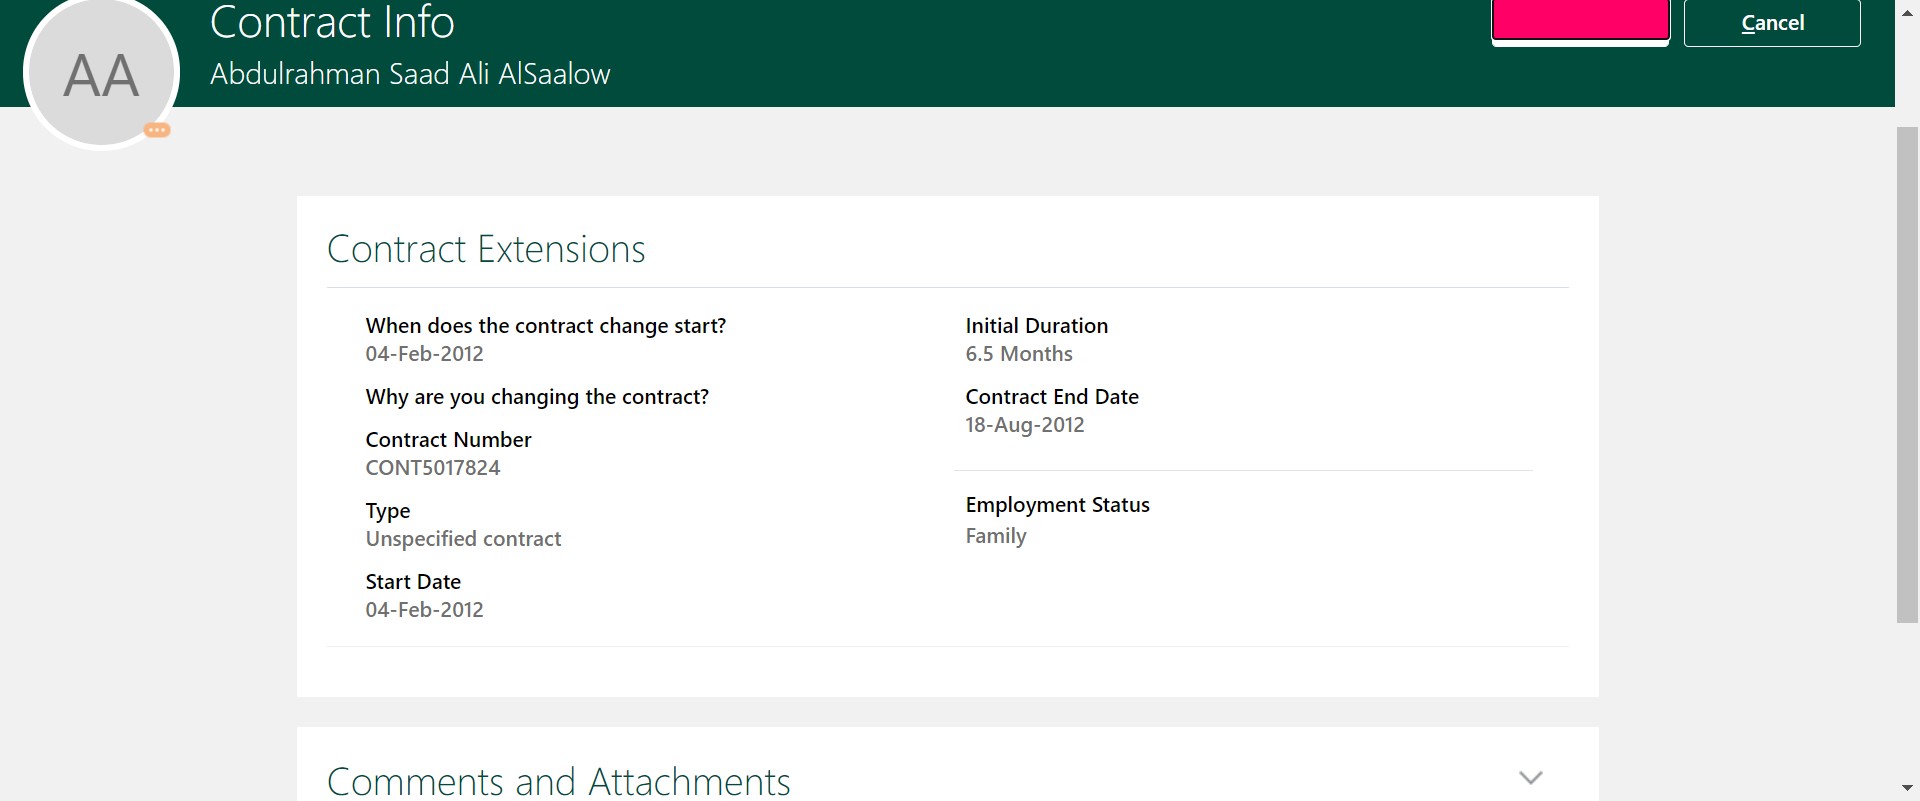 Contract Info
Abdulrahman Saad Ali AlSaalow
AA
Cancel
Contract Extensions
When does the contract change start?
04-Feb-2012
Why are you changing the contract?
Contract Number
CONT5017824
Type
Unspecified contract
Start Date
04-Feb-2012
Initial Duration
6.5 Months
Contract End Date
18-Aug-2012
Employment Status
Family
Comments and Attachments